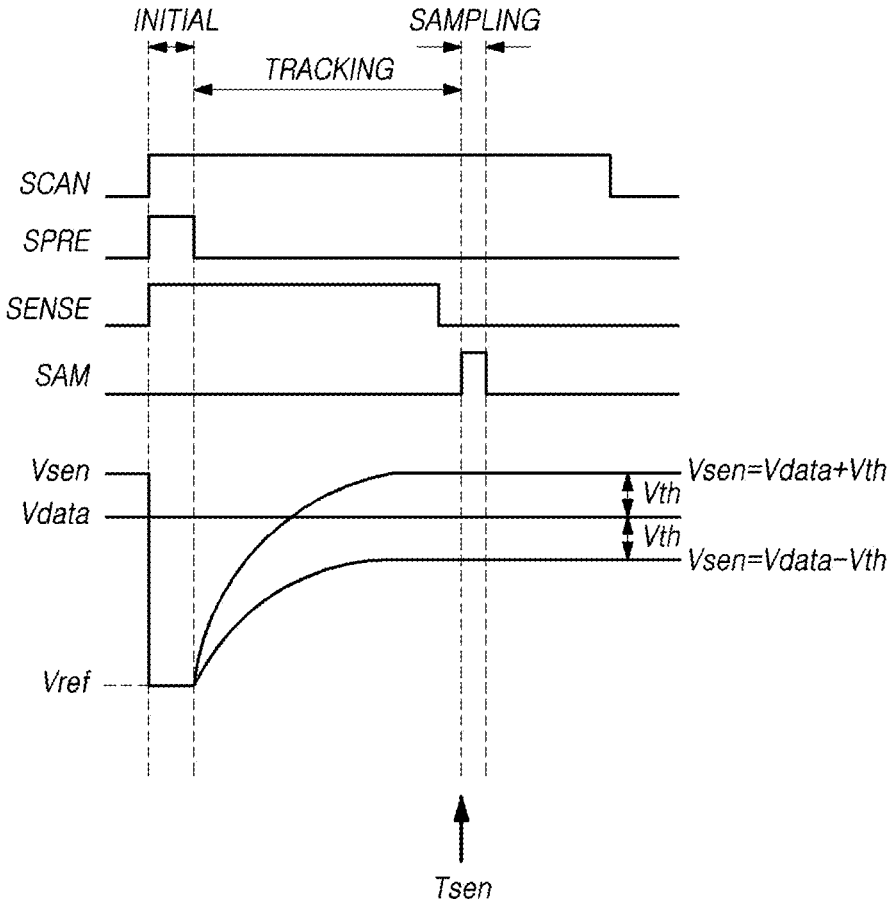 INITIAL
SAMPLING
TRACKING
SCAN
SPRE
SENSE
SAM
Vsen
Vsen=Vdata+Vth
Vth
Vdata
Vth
Vsen=Vdata−Vth
Vref
Tsen